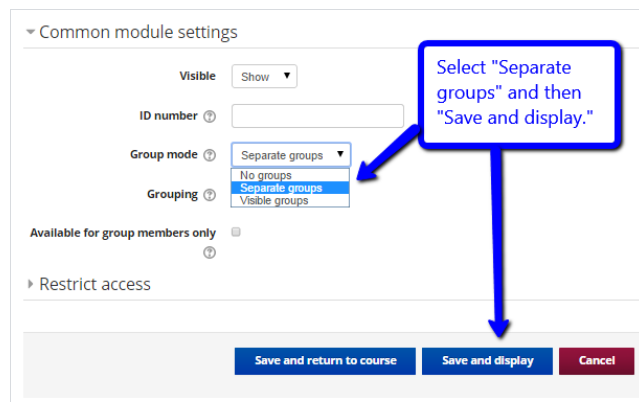 Common module settings
Visible
Show
Select "Separate
groups" and then
"Save and display."
ID number
Group mode
Separate groups
No groups
Separate groups
Visible groups
Grouping
Available for group members only
Restrict access
Save and return to course
Save and display
Cancel